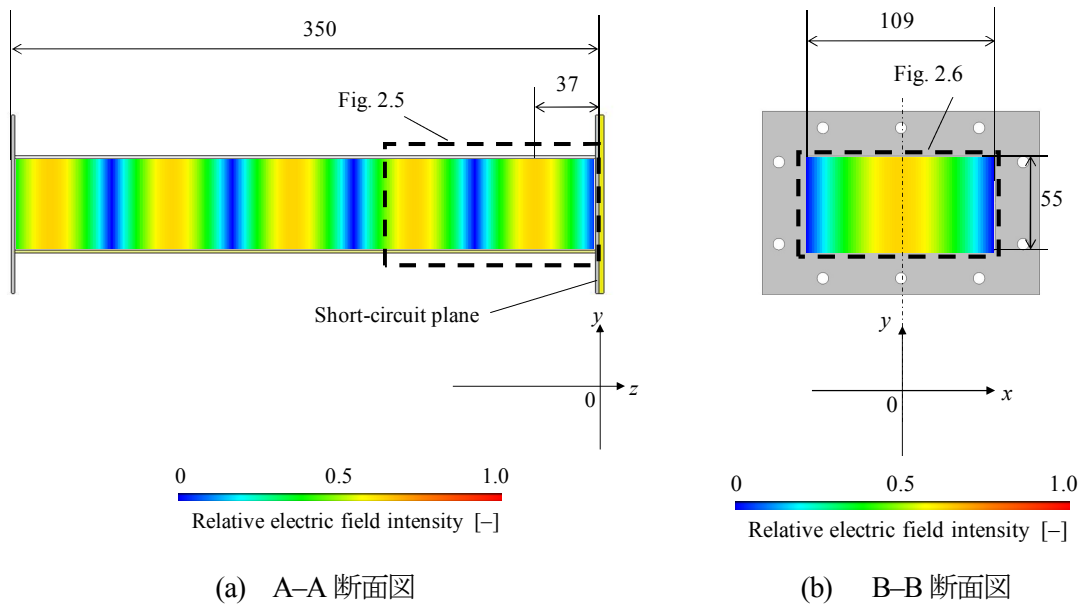 350
37
Fig. 2.5
Short-circuit plane
y
0
z
0 0.5 1.0
Relative electric field intensity [–]
(a) A–A 断面図
109
Fig. 2.6
55
y
0
x
0 0.5 1.0
Relative electric field intensity [–]
(b) B–B 断面図